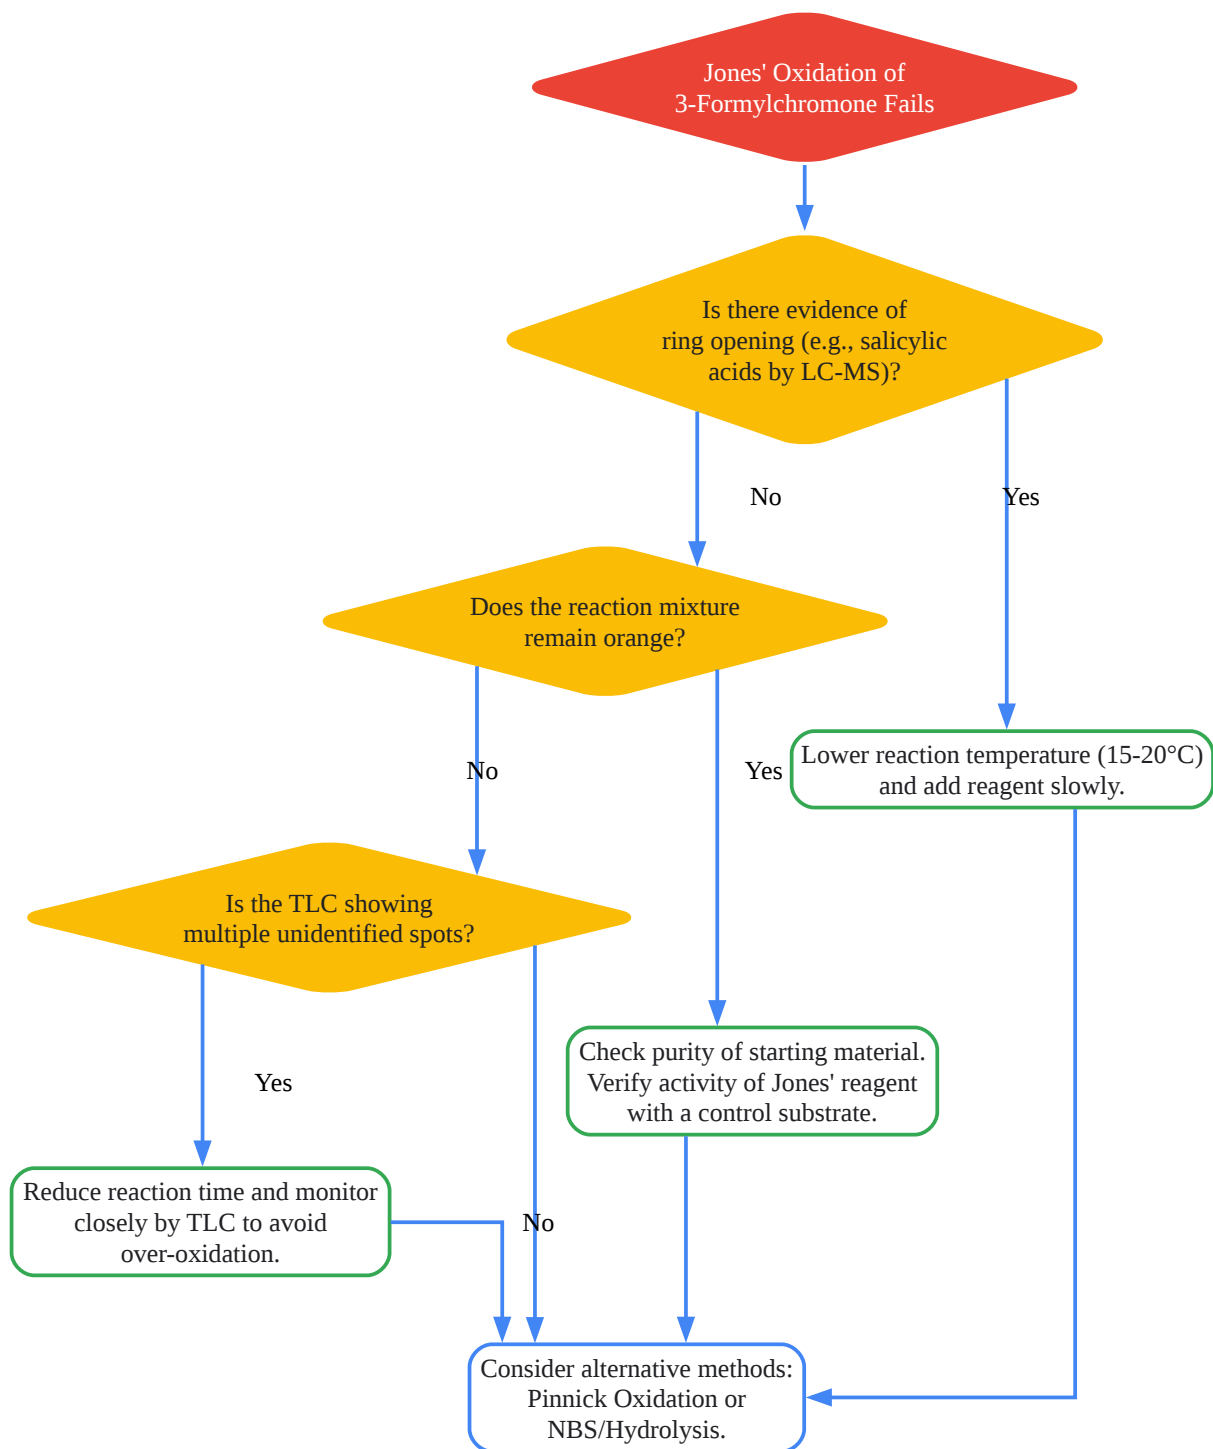 Jones' Oxidation of
3-Formylchromone Fails
Is there evidence of
ring opening (e.g., salicylic
acids by LC-MS)?
No
Yes
Does the reaction mixture
remain orange?
Lower reaction temperature (15-20°C)
and add reagent slowly.
No
Yes
Is the TLC showing
multiple unidentified spots?
Check purity of starting material.
Verify activity of Jones' reagent
with a control substrate.
Yes
Reduce reaction time and monitor
closely by TLC to avoid
over-oxidation.
No
Consider alternative methods:
Pinnick Oxidation or
NBS/Hydrolysis.